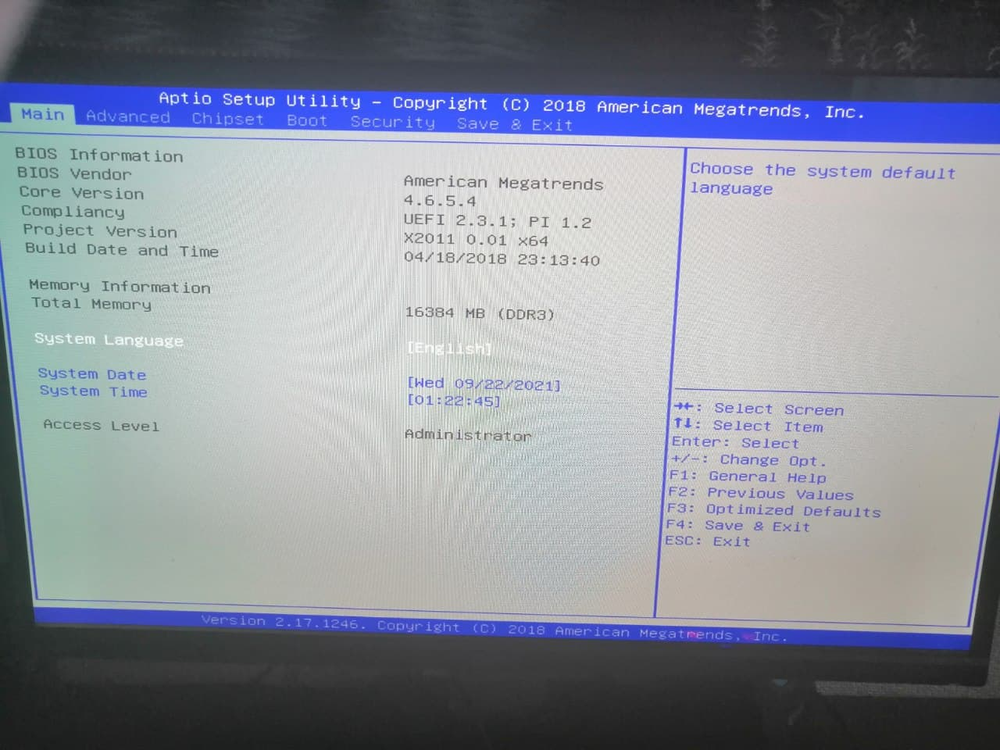 Aptio Setup Utility - Copyright (C) 2018 American Megatrends, Inc.
Main Advanced Chipset Boot Security Save & Exit
BIOS Information
BIOS Vendor American Megatrends
Core Version 4.6.5.4
Compliancy UEFI 2.3.1; PI 1.2
Project Version X2011 0.01 x64
Build Date and Time 04/18/2018 23:13:40
Memory Information
Total Memory 16384 MB (DDR3)
System Language [English]
System Date [Wed 09/22/2021]
System Time [01:22:45]
Access Level Administrator
Choose the system default
language
→←: Select Screen
↑↓: Select Item
Enter: Select
+/-: Change Opt.
F1: General Help
F2: Previous Values
F3: Optimized Defaults
F4: Save & Exit
ESC: Exit
Version 2.17.1246. Copyright (C) 2018 American Megatrends, Inc.